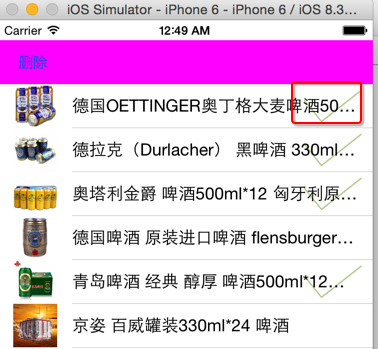 iOS Simulator - iPhone 6 - iPhone 6 / iOS 8.3...
Carrier 12:49 AM
删除
德国OETTINGER奥丁格大麦啤酒50...
德拉克（Durlacher） 黑啤酒 330ml...
奥塔利金爵 啤酒500ml*12 匈牙利原...
德国啤酒 原装进口啤酒 flensburger...
青岛啤酒 经典 醇厚 啤酒500ml*12...
京姿 百威罐装330ml*24 啤酒